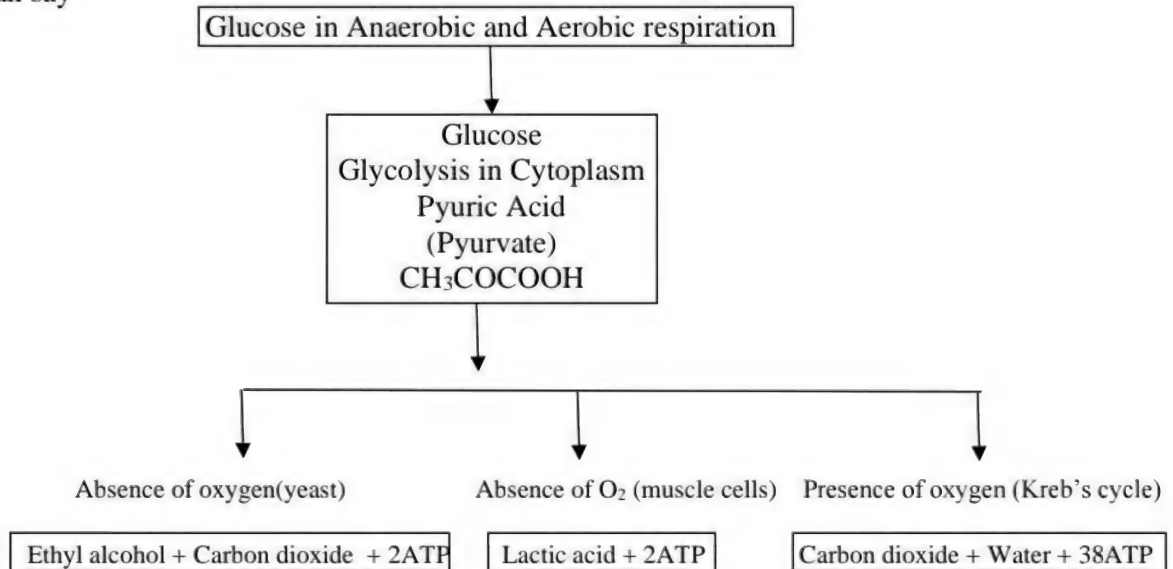 say
Glucose in Anaerobic and Aerobic respiration
Glucose
Glycolysis in Cytoplasm
Pyuric Acid
(Pyurvate)
CH₃COCOOH
Absence of oxygen(yeast) Absence of O₂ (muscle cells) Presence of oxygen (Kreb's cycle)
Ethyl alcohol + Carbon dioxide + 2ATP Lactic acid + 2ATP Carbon dioxide + Water + 38ATP